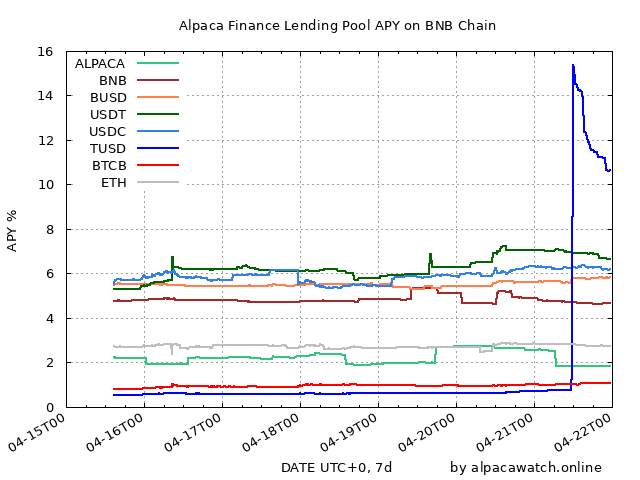 Alpaca Finance Lending Pool APY on BNB Chain
16
14
12
10
8
6
4
2
0
APY %
ALPACA
BNB
BUSD
USDT
USDC
TUSD
BTCB
ETH
04-15T00
04-16T00
04-17T00
04-18T00
04-19T00
04-20T00
04-21T00
04-22T00
DATE UTC+0, 7d
by alpacawatch.online